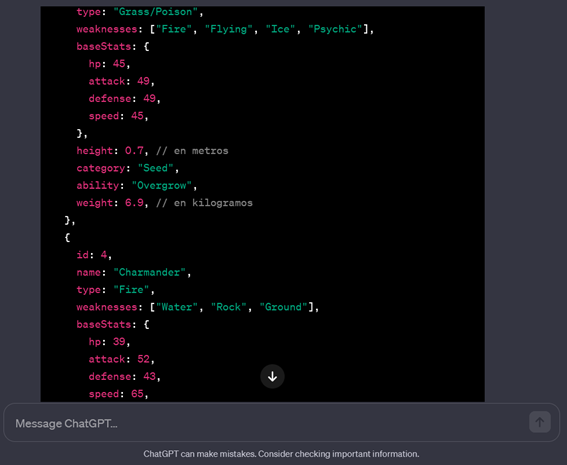 type: "Grass/Poison",
weaknesses: ["Fire", "Flying", "Ice", "Psychic"],
baseStats: {
hp: 45,
attack: 49,
defense: 49,
speed: 45,
},
height: 0.7, // en metros
category: "Seed",
ability: "Overgrow",
weight: 6.9, // en kilogramos
},
{
id: 4,
name: "Charmander",
type: "Fire",
weaknesses: ["Water", "Rock", "Ground"],
baseStats: {
hp: 39,
attack: 52,
defense: 43,
speed: 65,
Message ChatGPT...
ChatGPT can make mistakes. Consider checking important information.